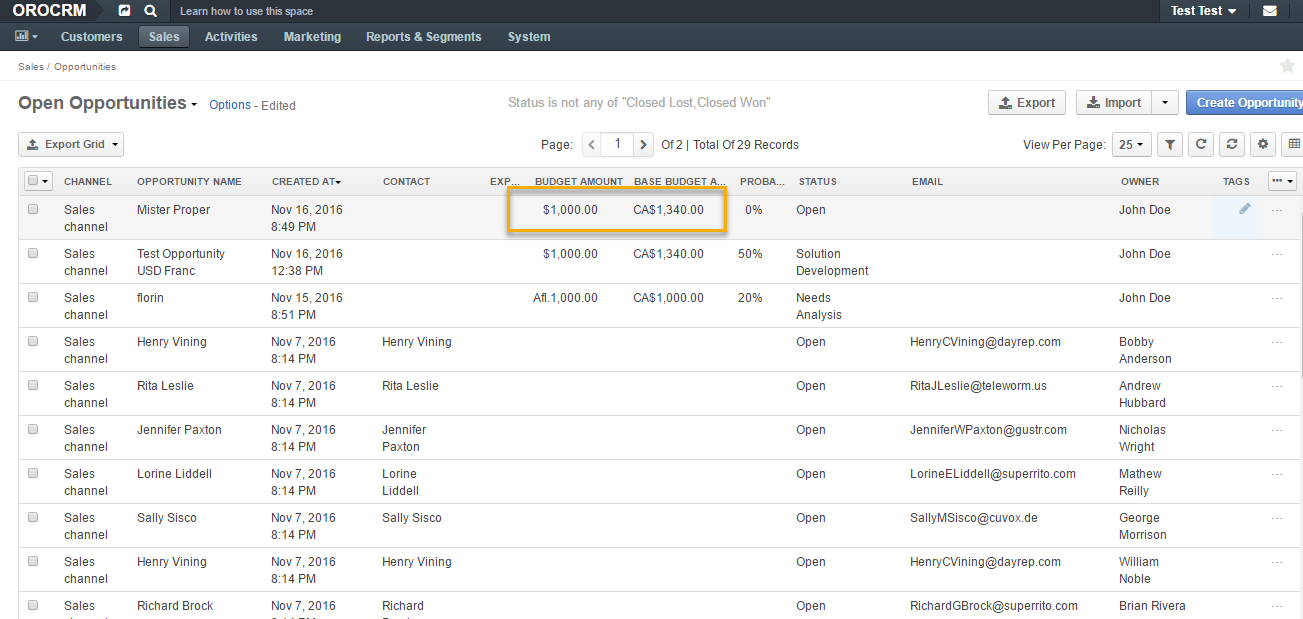 OROCRM Learn how to use this space Test Test
Customers Sales Activities Marketing Reports & Segments System
Sales / Opportunities
Open Opportunities Options - Edited Status is not any of "Closed Lost,Closed Won" Export Import Create Opportunity
Export Grid Page: 1 Of 2 | Total Of 29 Records View Per Page: 25
CHANNEL OPPORTUNITY NAME CREATED AT CONTACT EXP... BUDGET AMOUNT BASE BUDGET A... PROBA... STATUS EMAIL OWNER TAGS ...
Sales Mister Proper Nov 16, 2016 $1,000.00 CA$1,340.00 0% Open John Doe ...
channel 8:49 PM
Sales Test Opportunity Nov 16, 2016 $1,000.00 CA$1,340.00 50% Solution John Doe ...
channel USD Franc 12:38 PM Development
Sales florin Nov 15, 2016 Afl.1,000.00 CA$1,000.00 20% Needs John Doe ...
channel 8:51 PM Analysis
Sales Henry Vining Nov 7, 2016 Henry Vining Open HenryCVining@dayrep.com Bobby ...
channel 8:14 PM Anderson
Sales Rita Leslie Nov 7, 2016 Rita Leslie Open RitaJLeslie@teleworm.us Andrew ...
channel 8:14 PM Hubbard
Sales Jennifer Paxton Nov 7, 2016 Jennifer Open JenniferWPaxton@gustr.com Nicholas ...
channel 8:14 PM Paxton Wright
Sales Lorine Liddell Nov 7, 2016 Lorine Open LorineELiddell@superrito.com Mathew ...
channel 8:14 PM Liddell Reilly
Sales Sally Sisco Nov 7, 2016 Sally Sisco Open SallyMSisco@cuvox.de George ...
channel 8:14 PM Morrison
Sales Henry Vining Nov 7, 2016 Henry Vining Open HenryCVining@dayrep.com William ...
channel 8:14 PM Noble
Sales Richard Brock Nov 7, 2016 Richard Open RichardGBrock@superrito.com Brian Rivera ...